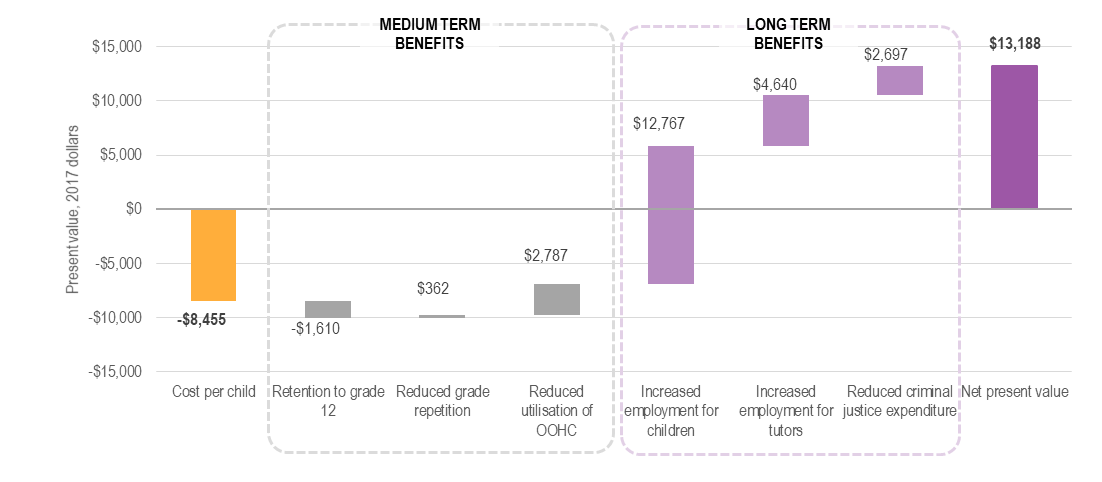 MEDIUM TERM
BENEFITS
LONG TERM
BENEFITS
Present value, 2017 dollars
$15,000
$10,000
$5,000
$0
-$5,000
-$10,000
-$15,000
-$8,455
-$1,610
$362
$2,787
$12,767
$4,640
$2,697
$13,188
Cost per child
Retention to grade
12
Reduced grade
repetition
Reduced
utilisation of
OOHC
Increased
employment for
children
Increased
employment for
tutors
Reduced criminal
justice expenditure
Net present value